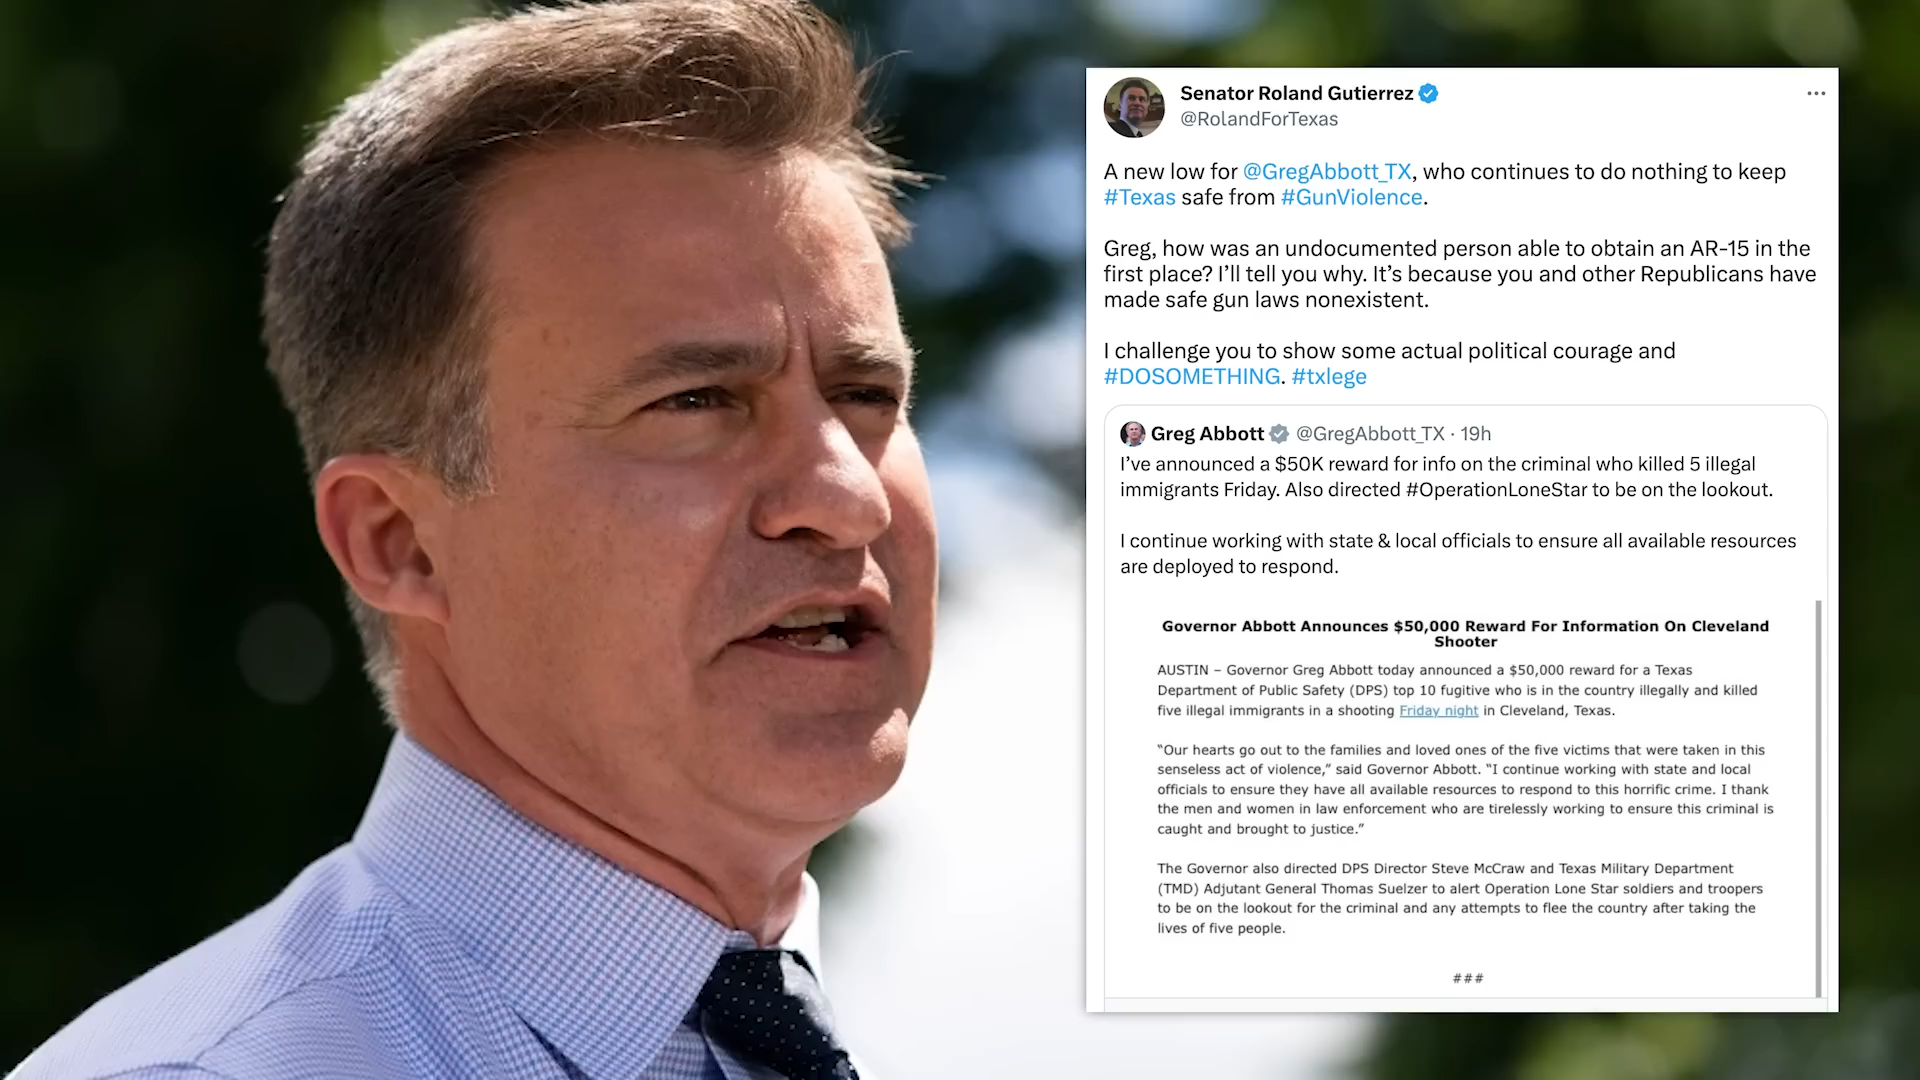 Senator Roland Gutierrez
@RolandForTexas
A new low for @GregAbbott_TX, who continues to do nothing to keep
#Texas safe from #GunViolence.
Greg, how was an undocumented person able to obtain an AR-15 in the
first place? I’ll tell you why. It’s because you and other Republicans have
made safe gun laws nonexistent.
I challenge you to show some actual political courage and
#DOSOMETHING. #txlege
Greg Abbott @GregAbbott_TX · 19h
I’ve announced a $50K reward for info on the criminal who killed 5 illegal
immigrants Friday. Also directed #OperationLoneStar to be on the lookout.
I continue working with state & local officials to ensure all available resources
are deployed to respond.
Governor Abbott Announces $50,000 Reward For Information On Cleveland
Shooter
AUSTIN – Governor Greg Abbott today announced a $50,000 reward for a Texas
Department of Public Safety (DPS) top 10 fugitive who is in the country illegally and killed
five illegal immigrants in a shooting Friday night in Cleveland, Texas.
“Our hearts go out to the families and loved ones of the five victims that were taken in this
senseless act of violence,” said Governor Abbott. “I continue working with state and local
officials to ensure they have all available resources to respond to this horrific crime. I thank
the men and women in law enforcement who are tirelessly working to ensure this criminal is
caught and brought to justice.”
The Governor also directed DPS Director Steve McCraw and Texas Military Department
(TMD) Adjutant General Thomas Suelzer to alert Operation Lone Star soldiers and troopers
to be on the lookout for the criminal and any attempts to flee the country after taking the
lives of five people.
###